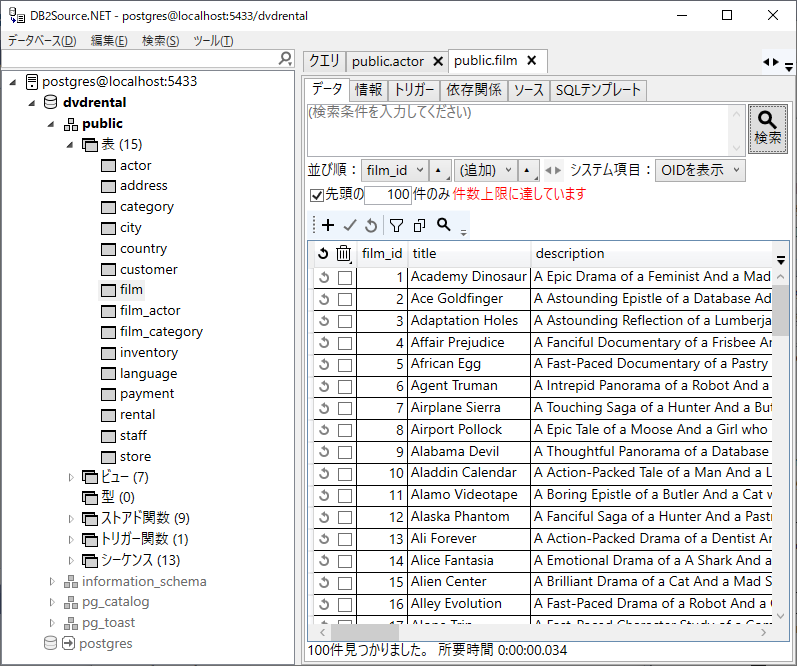 DB2Source.NET - postgres@localhost:5433/dvdrental
データベース(D) 編集(E) 検索(S) ツール(T)
postgres@localhost:5433
dvdrental
public
表 (15)
actor
address
category
city
country
customer
film
film_actor
film_category
inventory
language
payment
rental
staff
store
ビュー (7)
型 (0)
ストアド関数 (9)
トリガー関数 (1)
シーケンス (13)
information_schema
pg_catalog
pg_toast
postgres
クエリ public.actor public.film
データ 情報 トリガー 依存関係 ソース SQLテンプレート
(検索条件を入力してください)
検索
並び順： film_id (追加) システム項目： OIDを表示
先頭の 100 件のみ 件数上限に達しています
film_id title description
1 Academy Dinosaur A Epic Drama of a Feminist And a Mad
2 Ace Goldfinger A Astounding Epistle of a Database Ad
3 Adaptation Holes A Astounding Reflection of a Lumberja
4 Affair Prejudice A Fanciful Documentary of a Frisbee An
5 African Egg A Fast-Paced Documentary of a Pastry
6 Agent Truman A Intrepid Panorama of a Robot And a
7 Airplane Sierra A Touching Saga of a Hunter And a But
8 Airport Pollock A Epic Tale of a Moose And a Girl who
9 Alabama Devil A Thoughtful Panorama of a Database
10 Aladdin Calendar A Action-Packed Tale of a Man And a L
11 Alamo Videotape A Boring Epistle of a Butler And a Cat w
12 Alaska Phantom A Fanciful Saga of a Hunter And a Pastr
13 Ali Forever A Action-Packed Drama of a Dentist An
14 Alice Fantasia A Emotional Drama of a A Shark And a
15 Alien Center A Brilliant Drama of a Cat And a Mad S
16 Alley Evolution A Fast-Paced Drama of a Robot And a C
17 Alone Trip A Fast-Paced Character Study of a Com
100件見つかりました。 所要時間 0:00:00.034